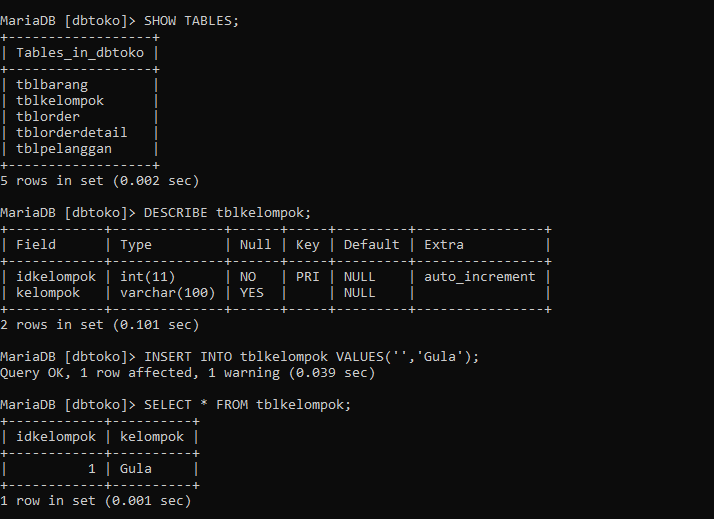 MariaDB [dbtoko]> SHOW TABLES;
+------------------+
| Tables_in_dbtoko |
+------------------+
| tblbarang        |
| tblkelompok      |
| tblorder         |
| tblorderdetail   |
| tblpelanggan     |
+------------------+
5 rows in set (0.002 sec)
MariaDB [dbtoko]> DESCRIBE tblkelompok;
+------------+--------------+------+-----+---------+----------------+
| Field      | Type         | Null | Key | Default | Extra          |
+------------+--------------+------+-----+---------+----------------+
| idkelompok | int(11)      | NO   | PRI | NULL    | auto_increment |
| kelompok   | varchar(100) | YES  |     | NULL    |                |
+------------+--------------+------+-----+---------+----------------+
2 rows in set (0.101 sec)
MariaDB [dbtoko]> INSERT INTO tblkelompok VALUES('','Gula');
Query OK, 1 row affected, 1 warning (0.039 sec)
MariaDB [dbtoko]> SELECT * FROM tblkelompok;
+------------+----------+
| idkelompok | kelompok |
+------------+----------+
|          1 | Gula     |
+------------+----------+
1 row in set (0.001 sec)